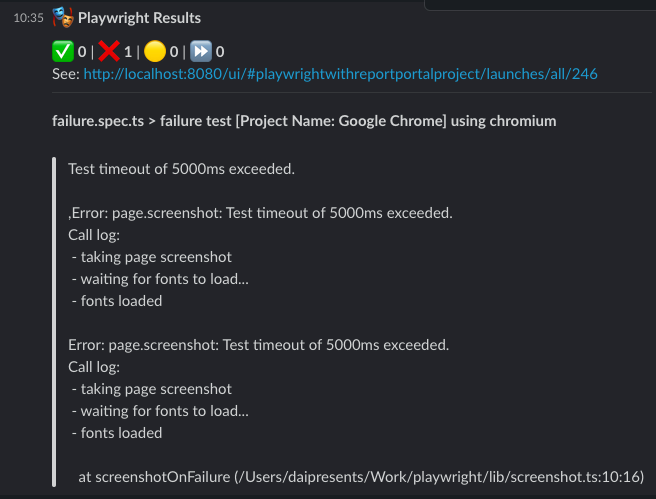 10:35 Playwright Results
0 | 1 | 0 | 0
See: http://localhost:8080/ui/#playwrightwithreportportalproject/launches/all/246
failure.spec.ts > failure test [Project Name: Google Chrome] using chromium
Test timeout of 5000ms exceeded.
,Error: page.screenshot: Test timeout of 5000ms exceeded.
Call log:
- taking page screenshot
- waiting for fonts to load...
- fonts loaded
Error: page.screenshot: Test timeout of 5000ms exceeded.
Call log:
- taking page screenshot
- waiting for fonts to load...
- fonts loaded
at screenshotOnFailure (/Users/daipresents/Work/playwright/lib/screenshot.ts:10:16)